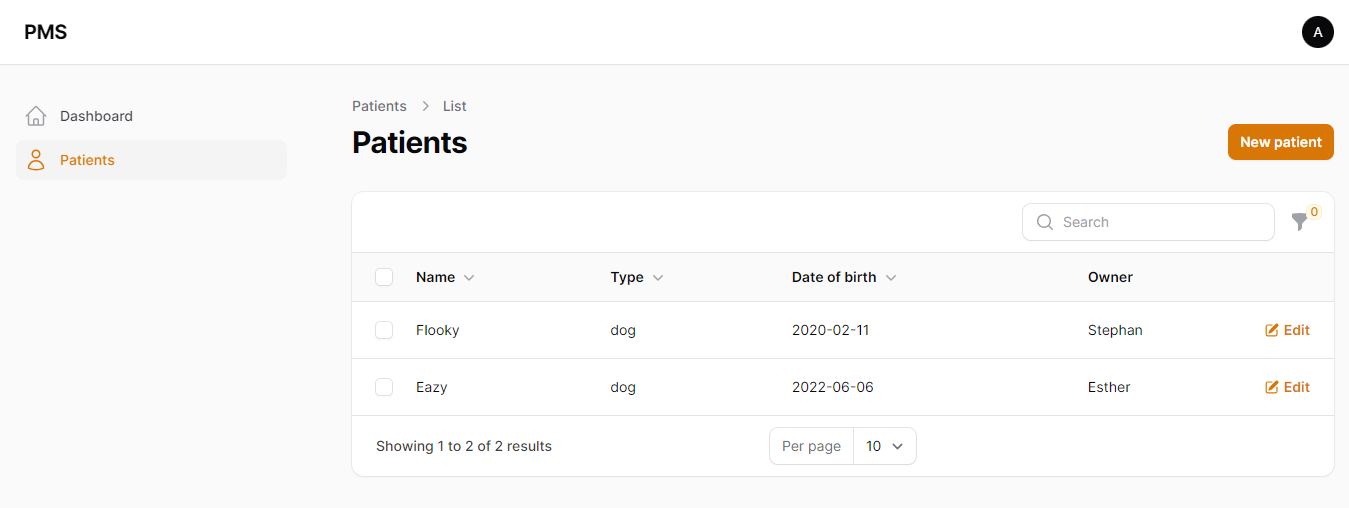 PMS
A
Dashboard
Patients
Patients > List
Patients
New patient
Search
0
Name Type Date of birth Owner
Flooky dog 2020-02-11 Stephan Edit
Eazy dog 2022-06-06 Esther Edit
Showing 1 to 2 of 2 results
Per page 10